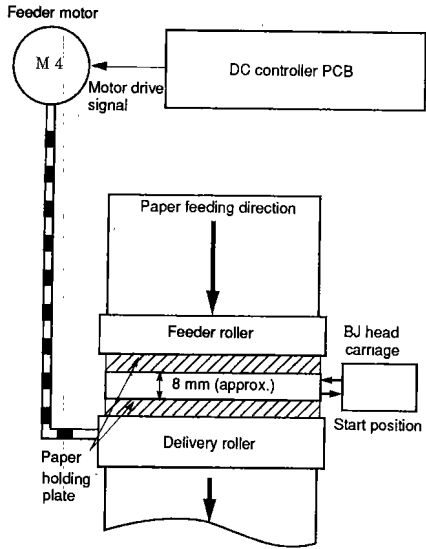 Feeder motor
M 4
Motor drive
signal
DC controller PCB
Paper feeding direction
Feeder roller
BJ head
carriage
8 mm (approx.)
Start position
Delivery roller
Paper
holding
plate